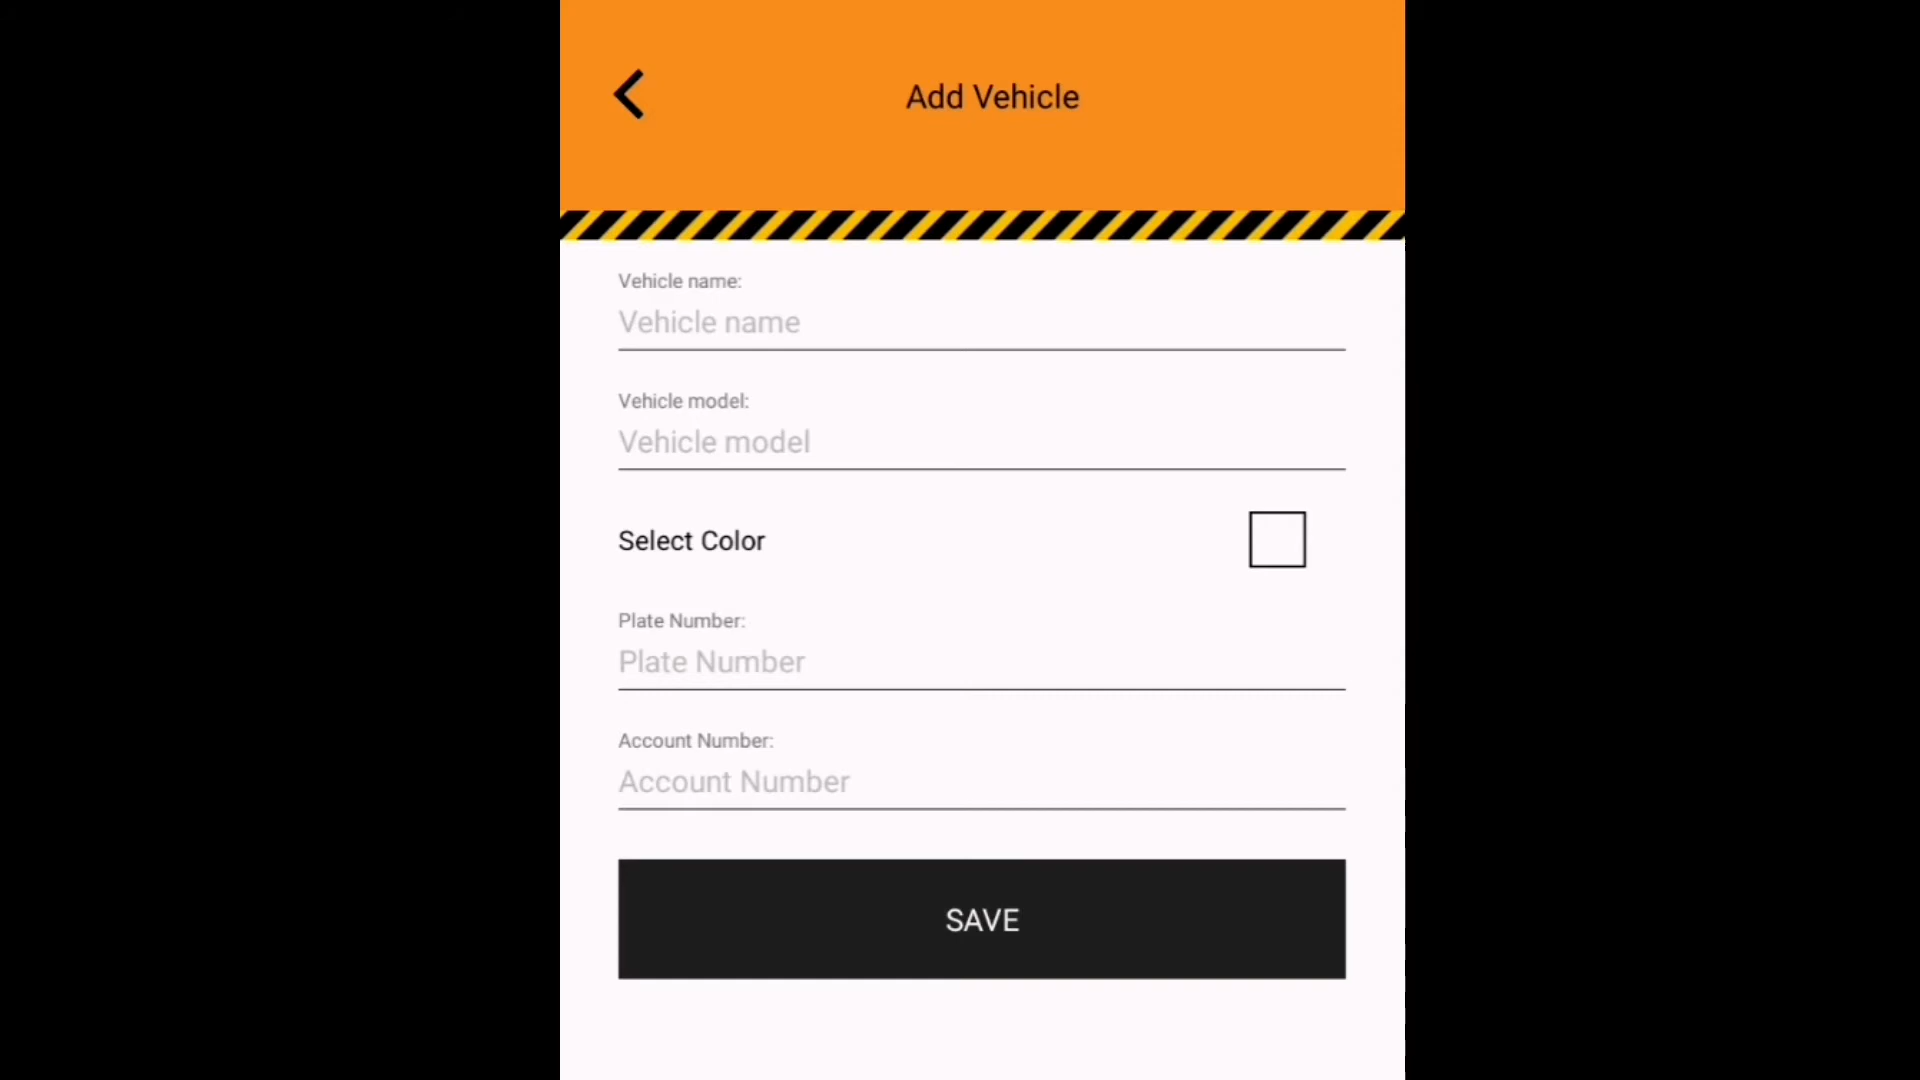 Add Vehicle
Vehicle name:
Vehicle name
Vehicle model:
Vehicle model
Select Color
Plate Number:
Plate Number
Account Number:
Account Number
SAVE